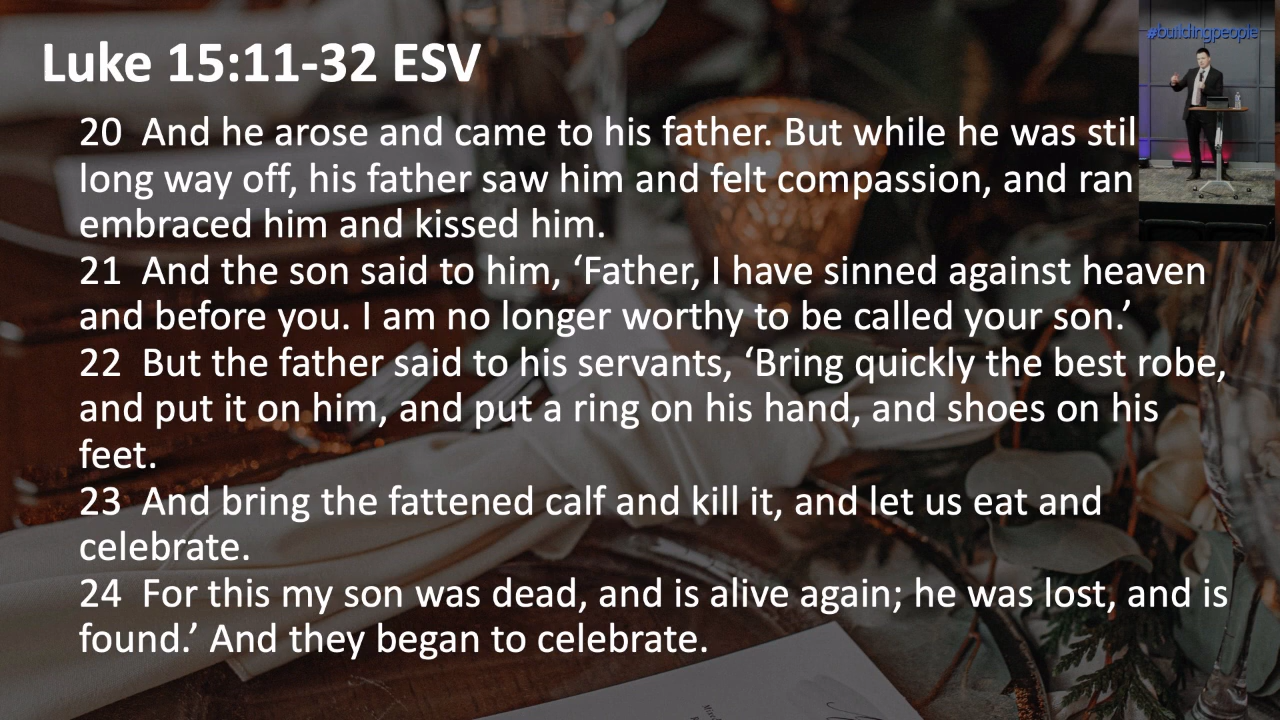 Luke 15:11-32 ESV
#buildingpeople
20 And he arose and came to his father. But while he was stil
long way off, his father saw him and felt compassion, and ran
embraced him and kissed him.
21 And the son said to him, ‘Father, I have sinned against heaven
and before you. I am no longer worthy to be called your son.’
22 But the father said to his servants, ‘Bring quickly the best robe,
and put it on him, and put a ring on his hand, and shoes on his
feet.
23 And bring the fattened calf and kill it, and let us eat and
celebrate.
24 For this my son was dead, and is alive again; he was lost, and is
found.’ And they began to celebrate.